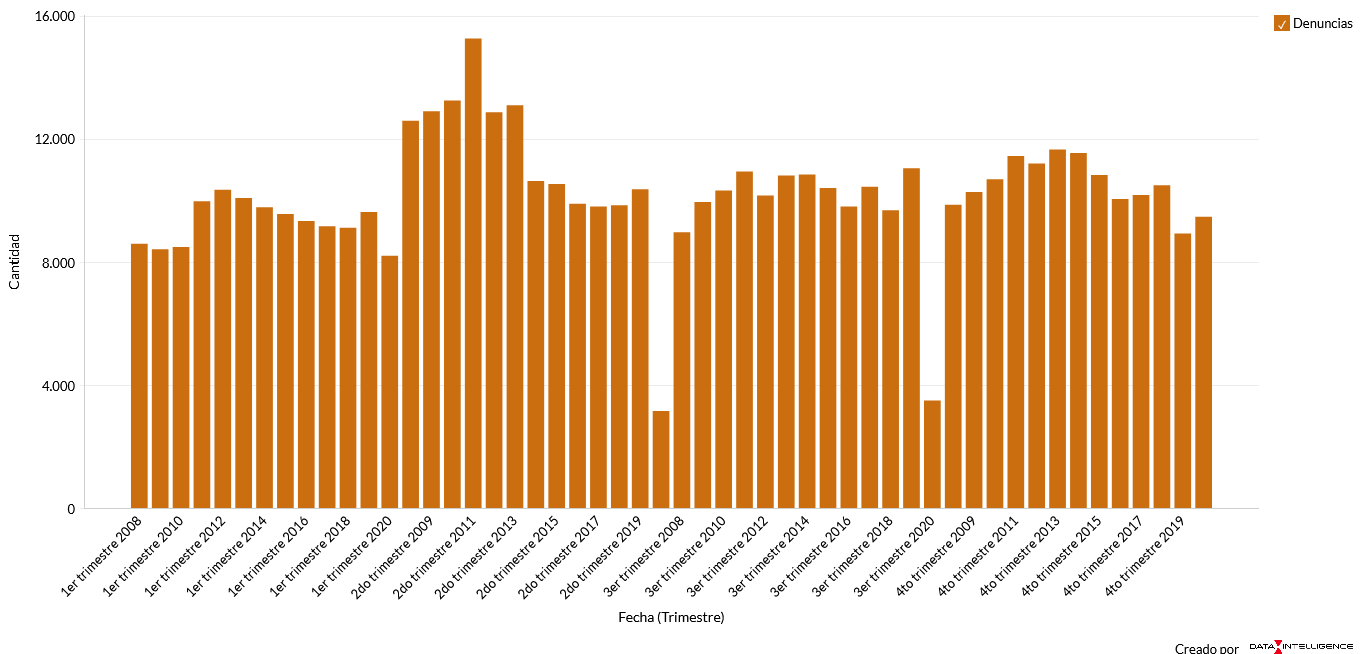 16.000
12.000
8.000
4.000
0
Cantidad
Denuncias
1er trimestre 2008
1er trimestre 2010
1er trimestre 2012
1er trimestre 2014
1er trimestre 2016
1er trimestre 2018
1er trimestre 2020
2do trimestre 2009
2do trimestre 2011
2do trimestre 2013
2do trimestre 2015
2do trimestre 2017
2do trimestre 2019
3er trimestre 2008
3er trimestre 2010
3er trimestre 2012
3er trimestre 2014
3er trimestre 2016
3er trimestre 2018
3er trimestre 2020
4to trimestre 2009
4to trimestre 2011
4to trimestre 2013
4to trimestre 2015
4to trimestre 2017
4to trimestre 2019
Fecha (Trimestre)
Creado por DATA INTELLIGENCE